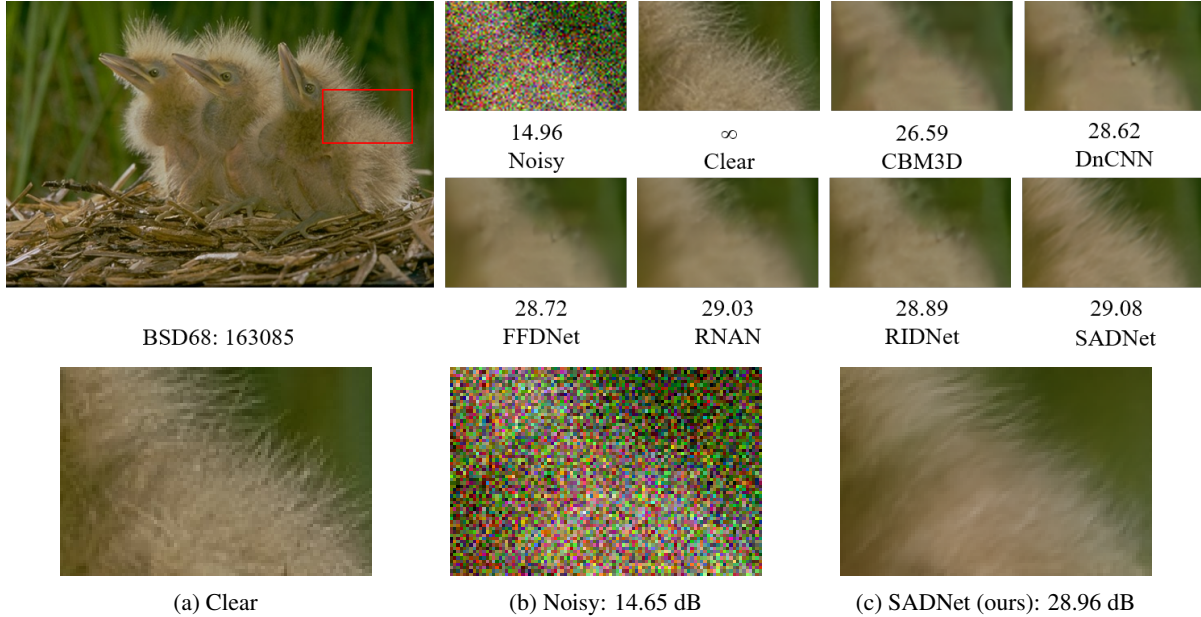 14.96
Noisy
∞
Clear
26.59
CBM3D
28.62
DnCNN
28.72
FFDNet
29.03
RNAN
28.89
RIDNet
29.08
SADNet
BSD68: 163085
(a) Clear
(b) Noisy: 14.65 dB
(c) SADNet (ours): 28.96 dB